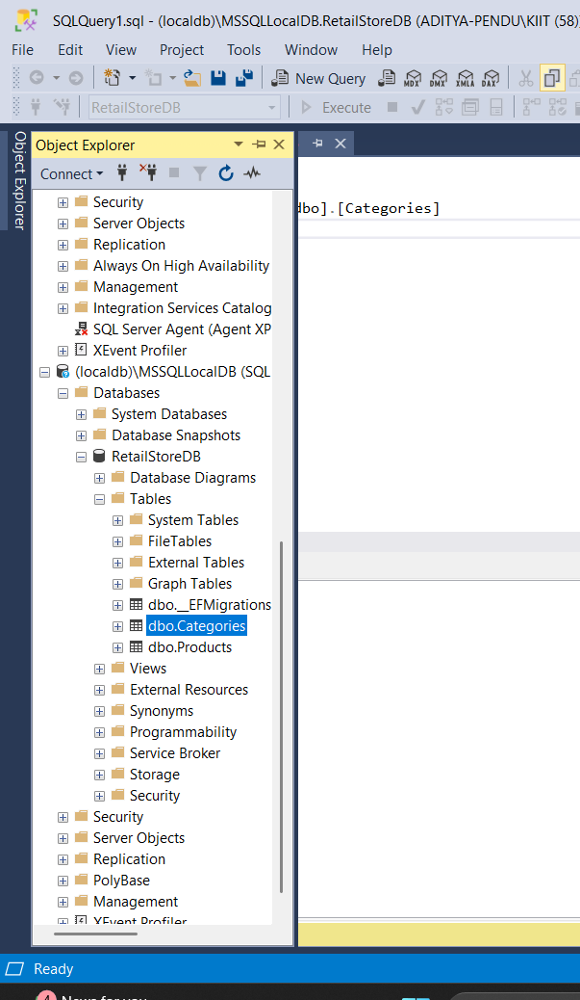 SQLQuery1.sql - (localdb)\MSSQLLocalDB.RetailStoreDB (ADITYA-PENDU\KIIT (58)
File Edit View Project Tools Window Help
New Query MDX DMX XMLA DAX
RetailStoreDB Execute
Object Explorer
Object Explorer
Connect
Security
Server Objects
Replication
Always On High Availability
Management
Integration Services Catalog
SQL Server Agent (Agent XP
XEvent Profiler
(localdb)\MSSQLLocalDB (SQL
Databases
System Databases
Database Snapshots
RetailStoreDB
Database Diagrams
Tables
System Tables
FileTables
External Tables
Graph Tables
dbo.__EFMigrations
dbo.Categories
dbo.Products
Views
External Resources
Synonyms
Programmability
Service Broker
Storage
Security
Security
Server Objects
Replication
PolyBase
Management
XEvent Profiler
dbo].[Categories]
Ready
4
News for you